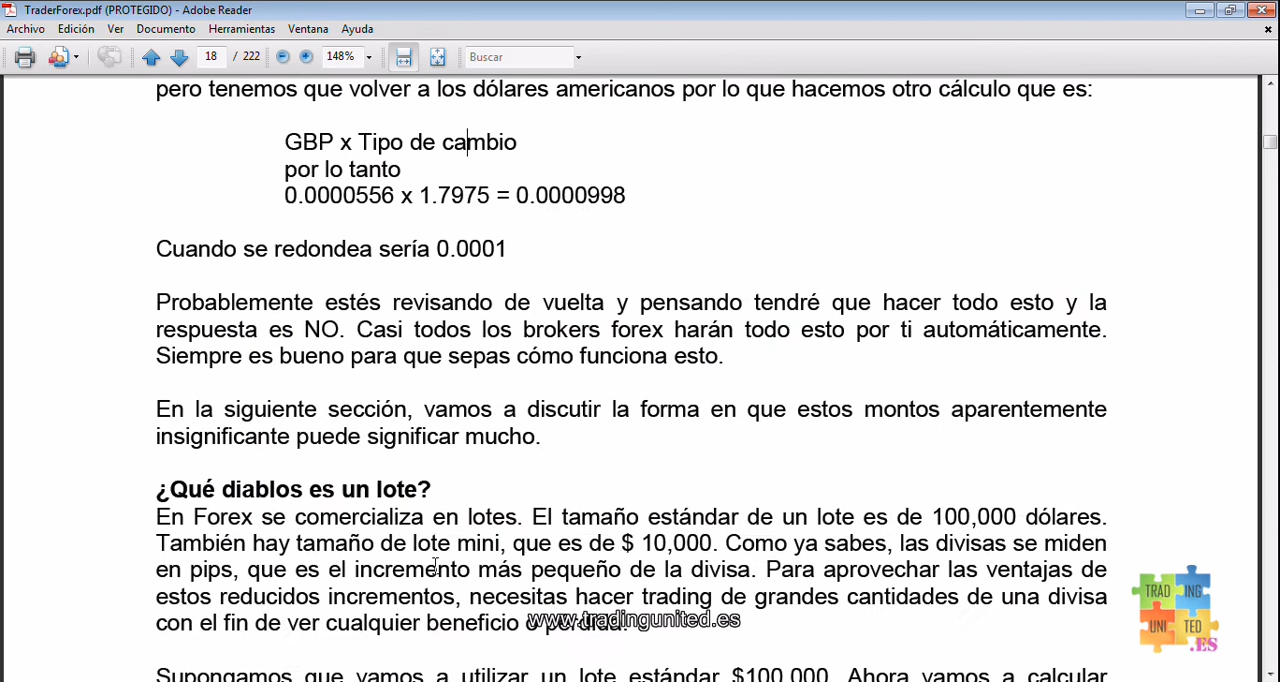 TraderForex.pdf (PROTEGIDO) - Adobe Reader
Archivo Edición Ver Documento Herramientas Ventana Ayuda
18 / 222 148% Buscar
pero tenemos que volver a los dólares americanos por lo que hacemos otro cálculo que es:
GBP x Tipo de cambio
por lo tanto
0.0000556 x 1.7975 = 0.0000998
Cuando se redondea sería 0.0001
Probablemente estés revisando de vuelta y pensando tendré que hacer todo esto y la
respuesta es NO. Casi todos los brokers forex harán todo esto por ti automáticamente.
Siempre es bueno para que sepas cómo funciona esto.
En la siguiente sección, vamos a discutir la forma en que estos montos aparentemente
insignificante puede significar mucho.
¿Qué diablos es un lote?
En Forex se comercializa en lotes. El tamaño estándar de un lote es de 100,000 dólares.
También hay tamaño de lote mini, que es de $ 10,000. Como ya sabes, las divisas se miden
en pips, que es el incremento más pequeño de la divisa. Para aprovechar las ventajas de
estos reducidos incrementos, necesitas hacer trading de grandes cantidades de una divisa
con el fin de ver cualquier beneficio o pérdida.
www.tradingunited.es
TRAD ING
UNI TED
.ES
Supongamos que vamos a utilizar un lote estándar $100,000. Ahora vamos a calcular